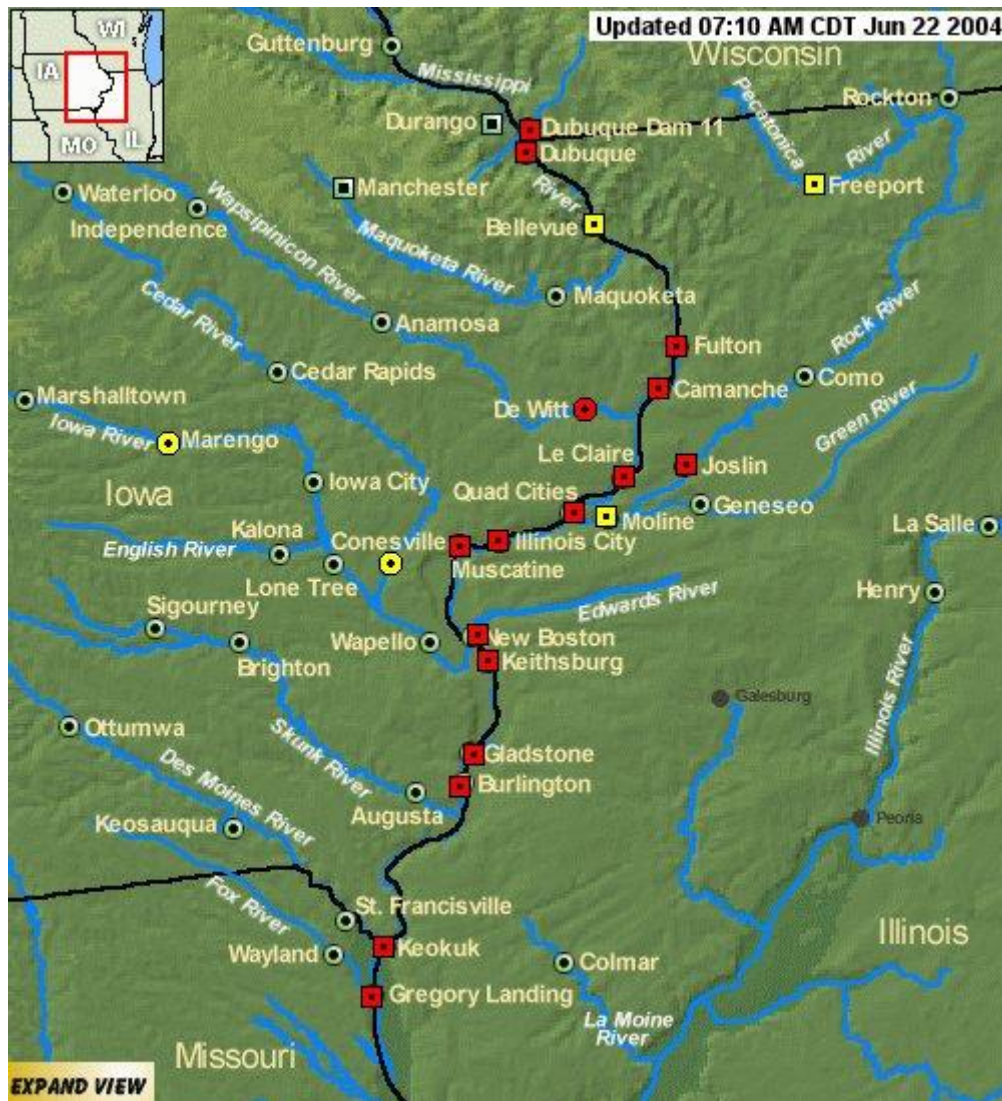 Updated 07:10 AM CDT Jun 22 2004
WI
IA
MO
IL
Guttenburg
Wisconsin
Mississippi
River
Pecatonica
River
Rockton
Durango
Dubuque Dam 11
Dubuque
Freeport
Waterloo
Manchester
Independence
Wapsipinicon River
Bellevue
Maquoketa River
Maquoketa
Cedar River
Anamosa
Rock River
Fulton
Cedar Rapids
Camanche
Como
Marshalltown
De Witt
Green River
Iowa River
Marengo
Le Claire
Joslin
Iowa
Iowa City
Quad Cities
Geneseo
Moline
La Salle
Kalona
English River
Conesville
Illinois City
Muscatine
Lone Tree
Edwards River
Henry
Sigourney
Wapello
New Boston
Brighton
Keithsburg
Illinois River
Galesburg
Ottumwa
Skunk River
Gladstone
Des Moines River
Burlington
Augusta
Keosauqua
Peoria
Fox River
St. Francisville
Illinois
Wayland
Keokuk
Colmar
Gregory Landing
La Moine
River
Missouri
EXPAND VIEW